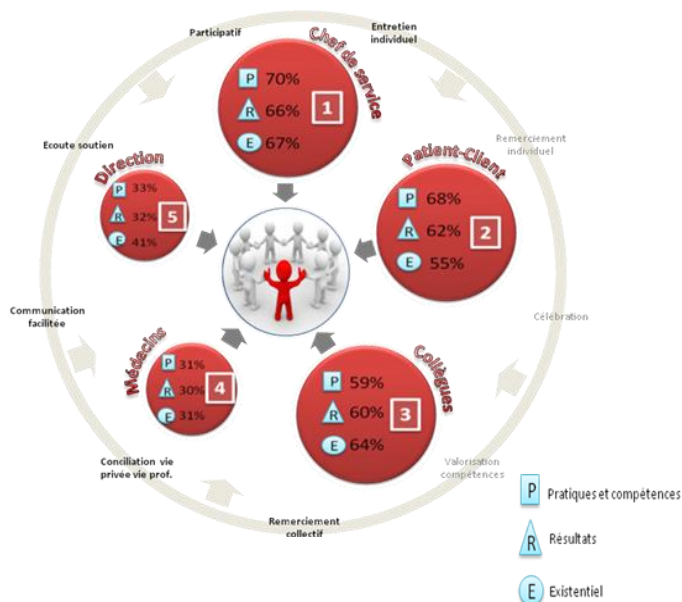 Participatif
Entretien
individuel
Chef de service
P 70%
R 66%
E 67%
1
Remerciement
individuel
Ecoute soutien
Direction
P 33%
R 32%
E 41%
5
Patient-Client
P 68%
R 62%
E 55%
2
Communication
facilitée
Célébration
Médecins
P 31%
R 30%
E 31%
4
Collègues
P 59%
R 60%
E 64%
3
Conciliation vie
privée vie prof.
Valorisation
compétences
Remerciement
collectif
P Pratiques et compétences
R Résultats
E Existentiel